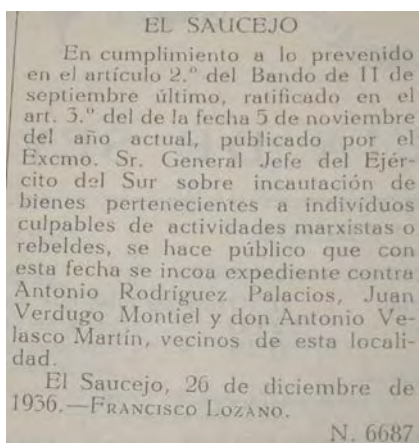 EL SAUCEJO
En cumplimiento a lo prevenido
en el artículo 2.º del Bando de 11 de
septiembre último, ratificado en el
art. 3.º del de la fecha 5 de noviembre
del año actual, publicado por el
Excmo. Sr. General Jefe del Ejér-
cito del Sur sobre incautación de
bienes pertenecientes a indivíduos
culpables de actividades marxistas o
rebeldes, se hace público que con
esta fecha se incoa expediente contra
Antonio Rodríguez Palacios, Juan
Verdugo Montiel y don Antonio Ve-
lasco Martín, vecinos de esta locali-
dad.
El Saucejo, 26 de diciembre de
1936.—FRANCISCO LOZANO.
N. 6687